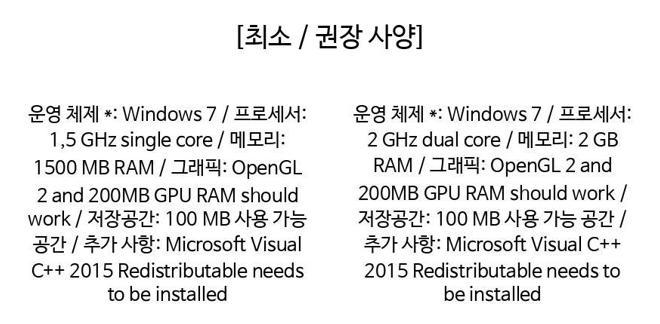 [최소 / 권장 사양]
운영 체제 *: Windows 7 / 프로세서:
1,5 GHz single core / 메모리:
1500 MB RAM / 그래픽: OpenGL
2 and 200MB GPU RAM should
work / 저장공간: 100 MB 사용 가능
공간 / 추가 사항: Microsoft Visual
C++ 2015 Redistributable needs
to be installed
운영 체제 *: Windows 7 / 프로세서:
2 GHz dual core / 메모리: 2 GB
RAM / 그래픽: OpenGL 2 and
200MB GPU RAM should work /
저장공간: 100 MB 사용 가능 공간 /
추가 사항: Microsoft Visual C++
2015 Redistributable needs to
be installed